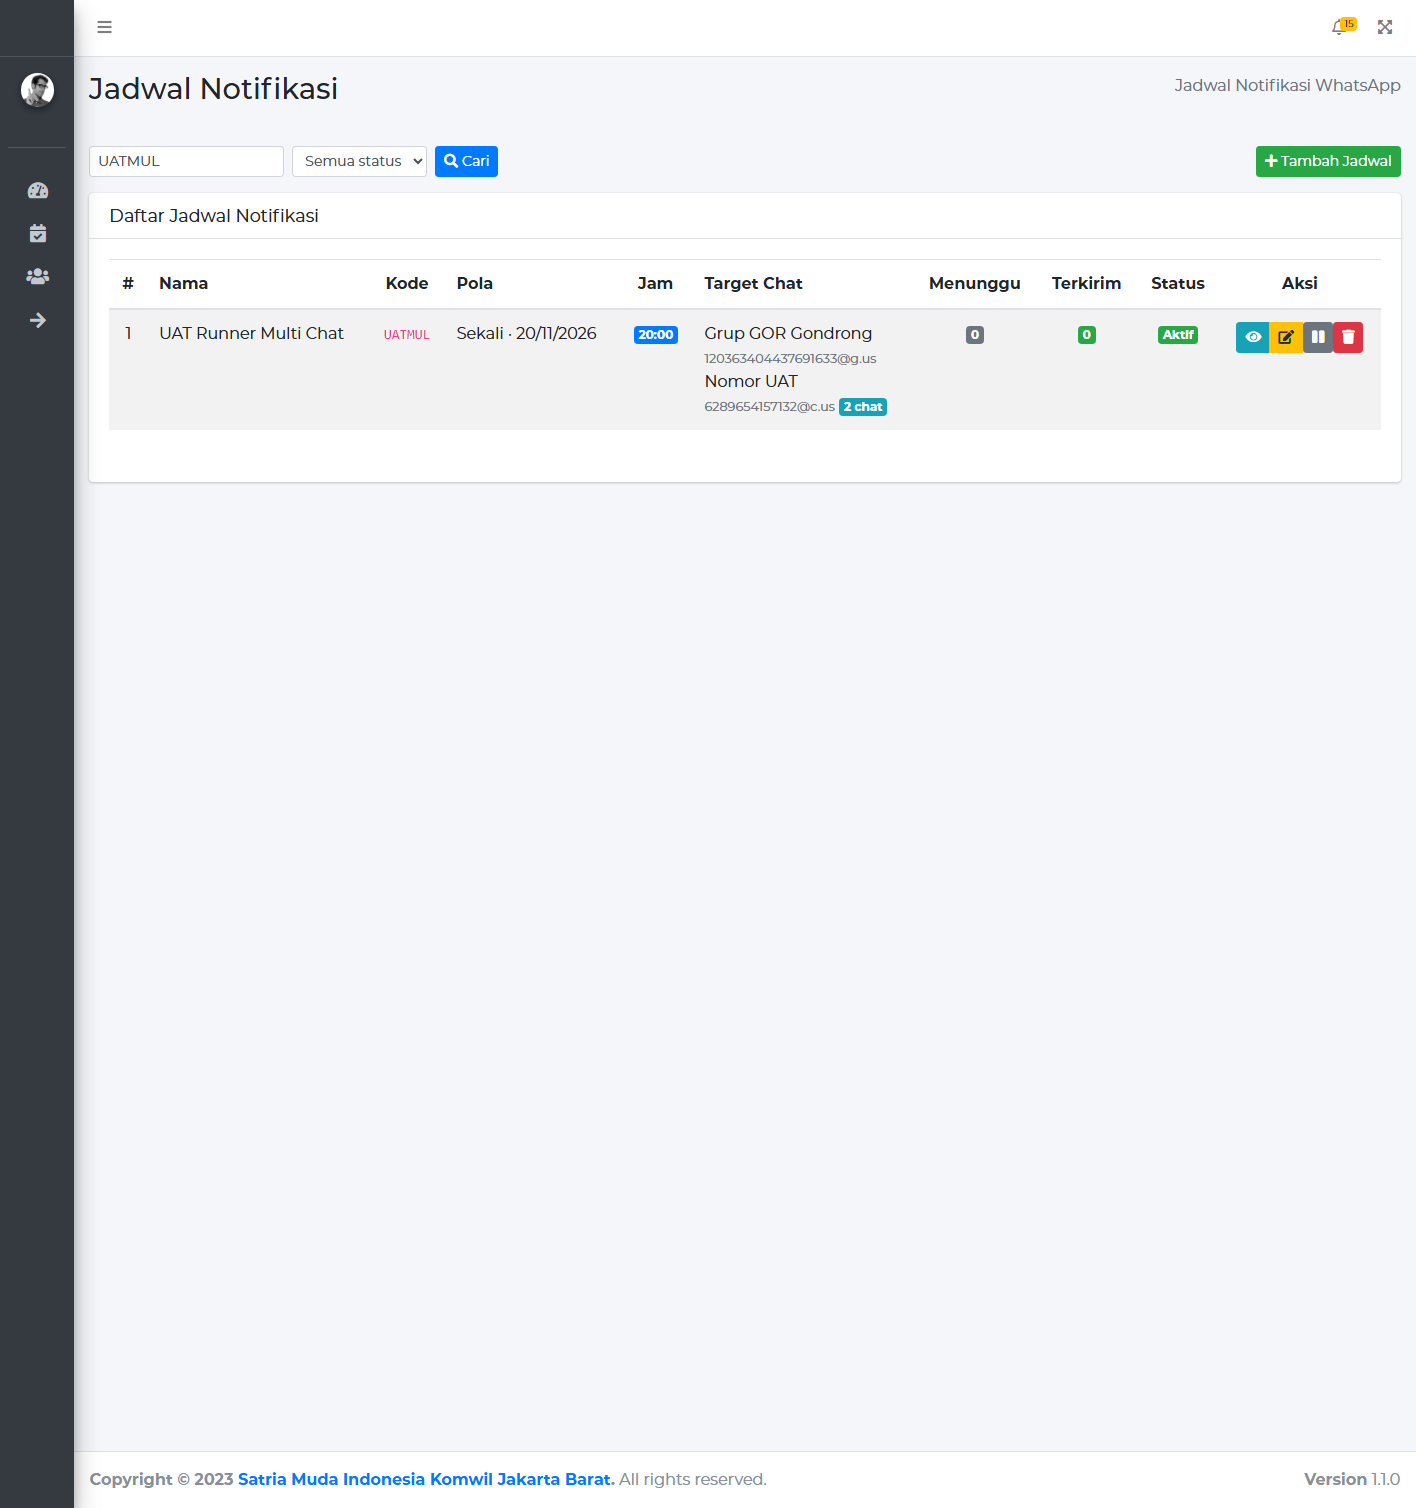 15
Jadwal Notifikasi
Jadwal Notifikasi WhatsApp
UATMUL
Semua status
Cari
Tambah Jadwal
Daftar Jadwal Notifikasi
# Nama Kode Pola Jam Target Chat Menunggu Terkirim Status Aksi
1 UAT Runner Multi Chat UATMUL Sekali · 20/11/2026 20:00 Grup GOR Gondrong 0 0 Aktif
120363404437691633@g.us
Nomor UAT
6289654157132@c.us 2 chat
Copyright © 2023 Satria Muda Indonesia Komwil Jakarta Barat. All rights reserved.
Version 1.1.0